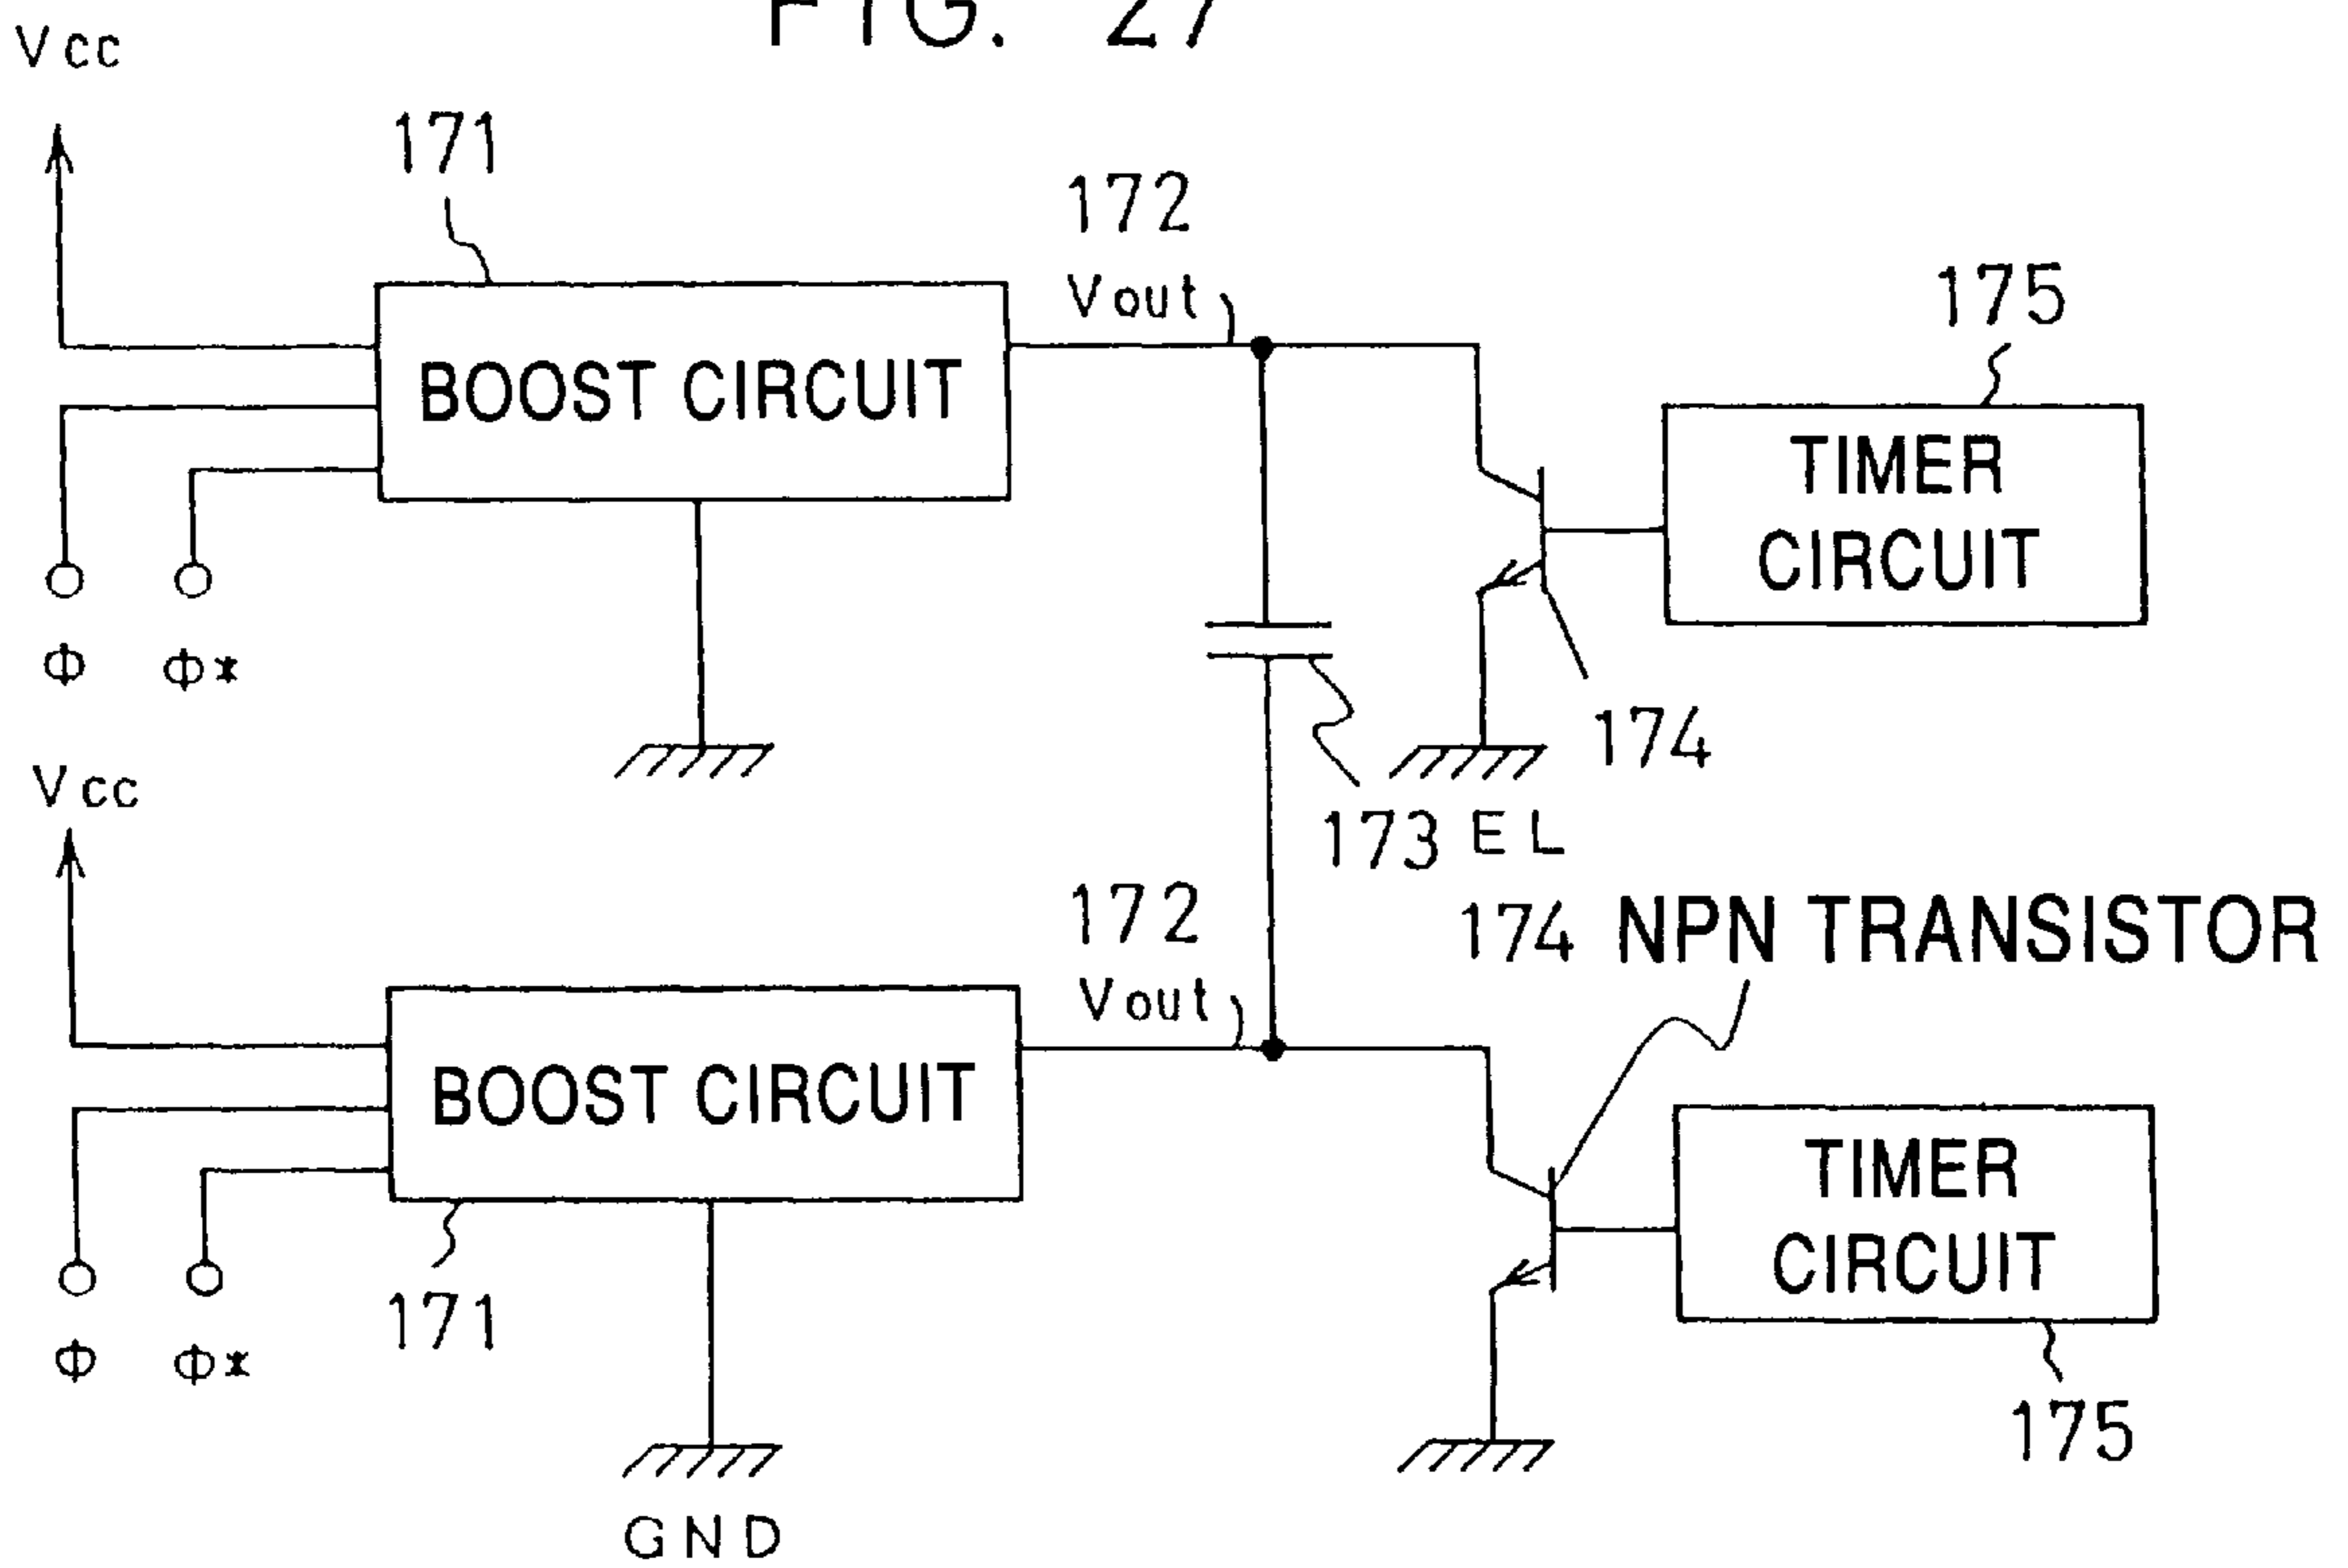 FIG. 27
Vcc
171
172
Vout
175
BOOST CIRCUIT
TIMER
CIRCUIT
Φ Φ*
174
Vcc
173 EL
172
174 NPN TRANSISTOR
Vout
BOOST CIRCUIT
TIMER
CIRCUIT
171
Φ Φ*
175
GND